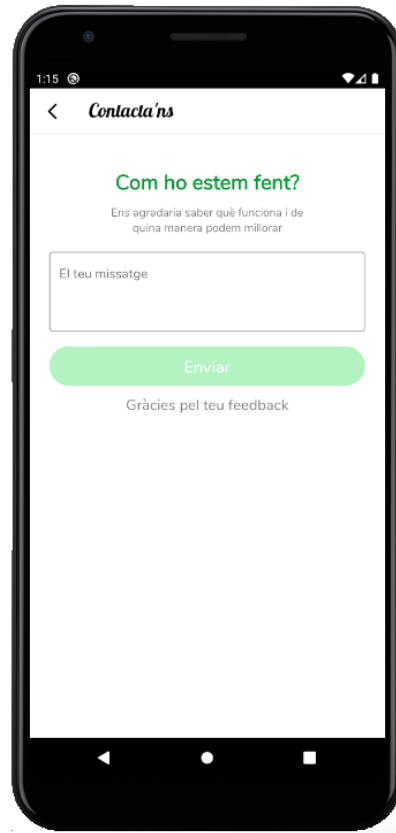 1:15
Contacta'ns
Com ho estem fent?
Ens agradaria saber què funciona i de
quina manera podem millorar
El teu missatge
Enviar
Gràcies pel teu feedback